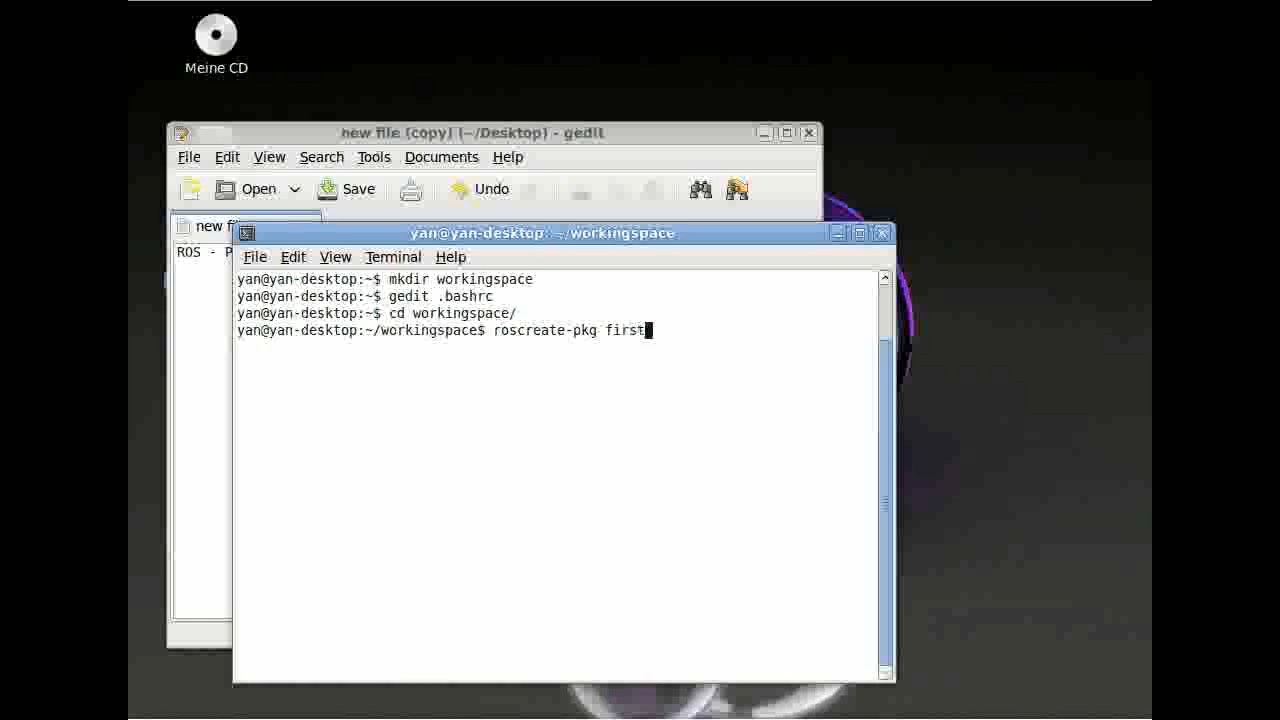 Meine CD
new file (copy) (~/Desktop) - gedit
File Edit View Search Tools Documents Help
Open Save Undo
new
ROS -
yan@yan-desktop: ~/workingspace
File Edit View Terminal Help
yan@yan-desktop:~$ mkdir workingspace
yan@yan-desktop:~$ gedit .bashrc
yan@yan-desktop:~$ cd workingspace/
yan@yan-desktop:~/workingspace$ roscreate-pkg first